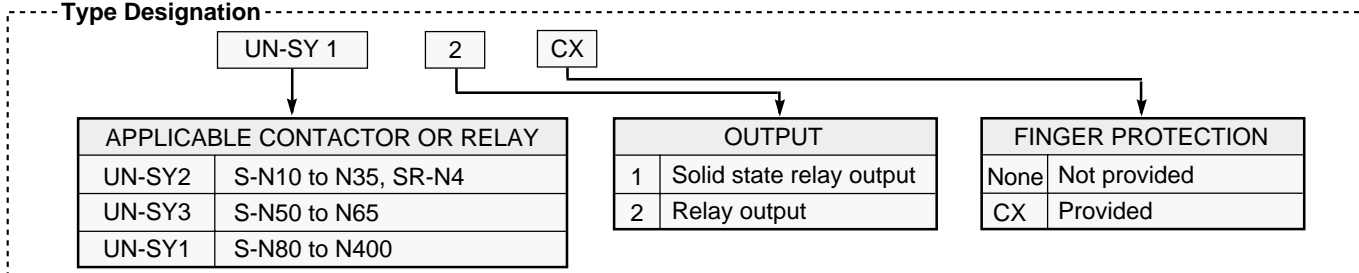 Type Designation
UN-SY 1 2 CX
APPLICABLE CONTACTOR OR RELAY
UN-SY2 S-N10 to N35, SR-N4
UN-SY3 S-N50 to N65
UN-SY1 S-N80 to N400
OUTPUT
1 Solid state relay output
2 Relay output
FINGER PROTECTION
None Not provided
CX Provided